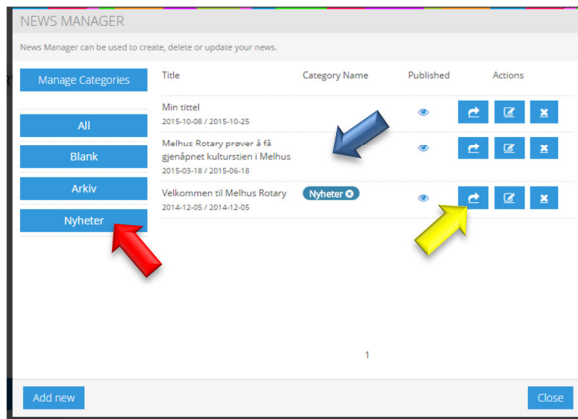 NEWS MANAGER
News Manager can be used to create, delete or update your news.
Manage Categories
All
Blank
Arkiv
Nyheter
Title Category Name Published Actions
Min tittel
2015-10-08 / 2015-10-25
Melhus Rotary prøver å få
gjenåpnet kulturstien i Melhus
2015-03-18 / 2015-06-18
Velkommen til Melhus Rotary Nyheter
2014-12-05 / 2014-12-05
1
Add new Close